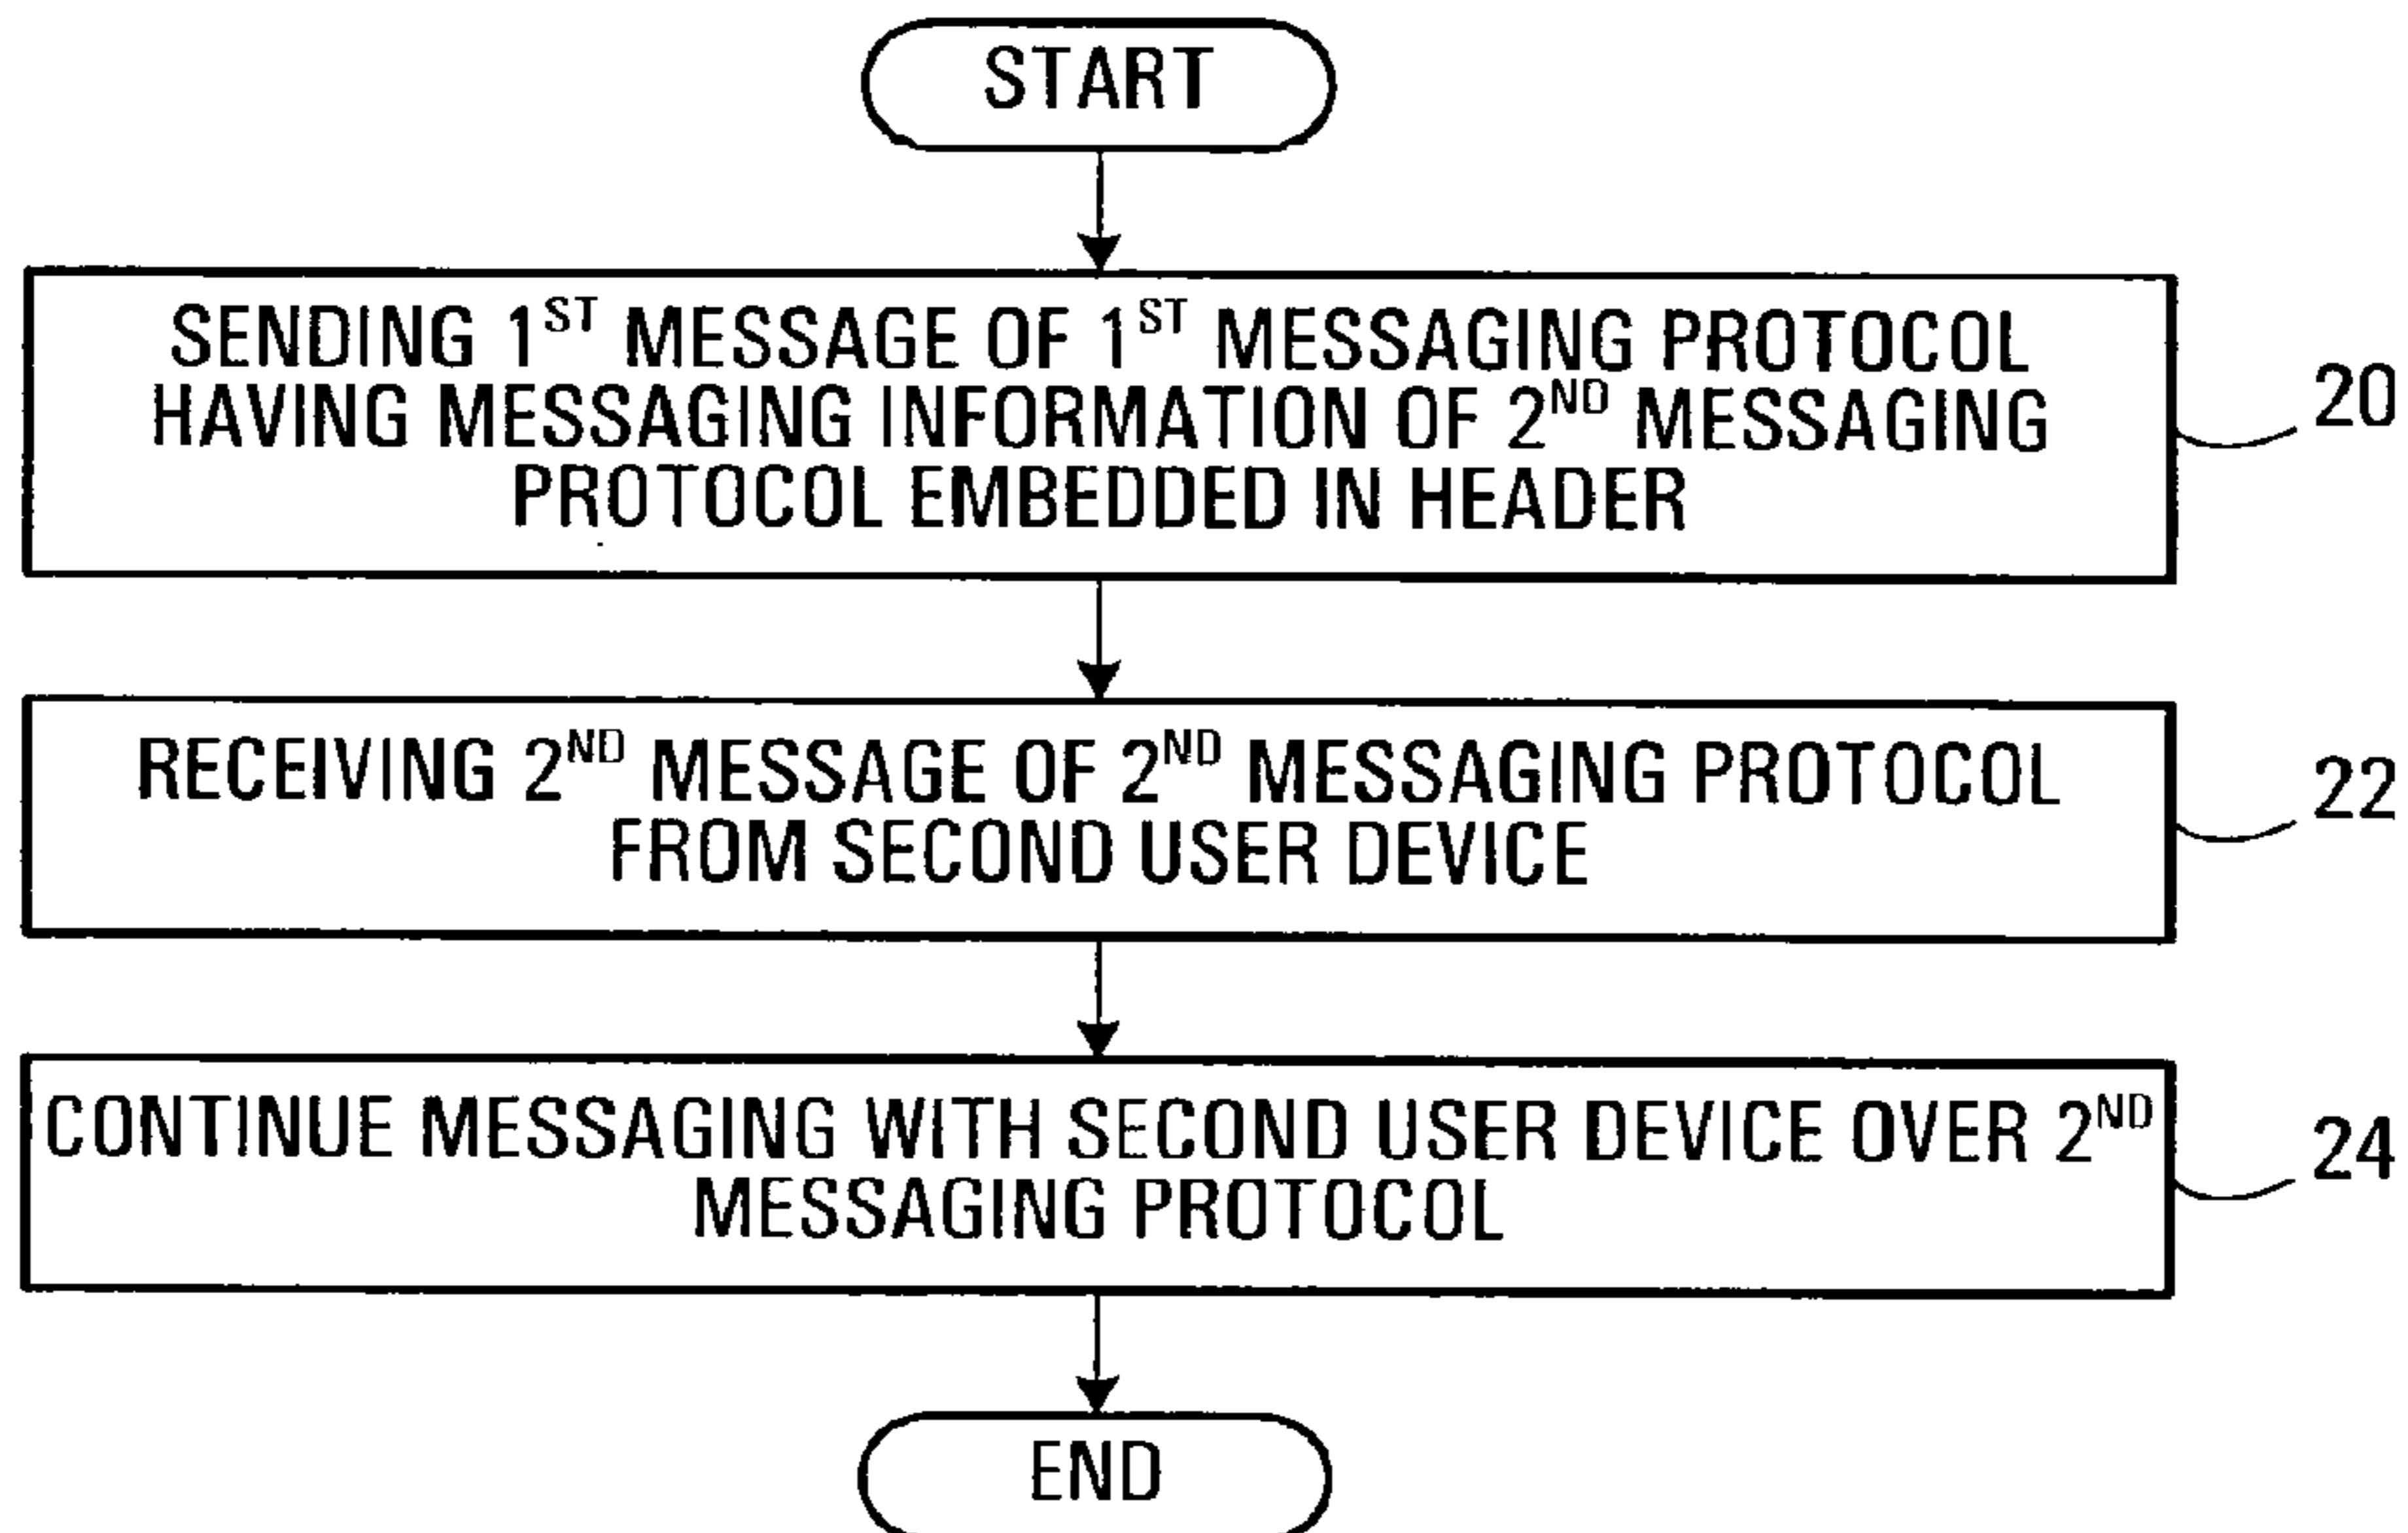 START
SENDING 1ST MESSAGE OF 1ST MESSAGING PROTOCOL
HAVING MESSAGING INFORMATION OF 2ND MESSAGING
PROTOCOL EMBEDDED IN HEADER
20
RECEIVING 2ND MESSAGE OF 2ND MESSAGING PROTOCOL
FROM SECOND USER DEVICE
22
CONTINUE MESSAGING WITH SECOND USER DEVICE OVER 2ND
MESSAGING PROTOCOL
24
END